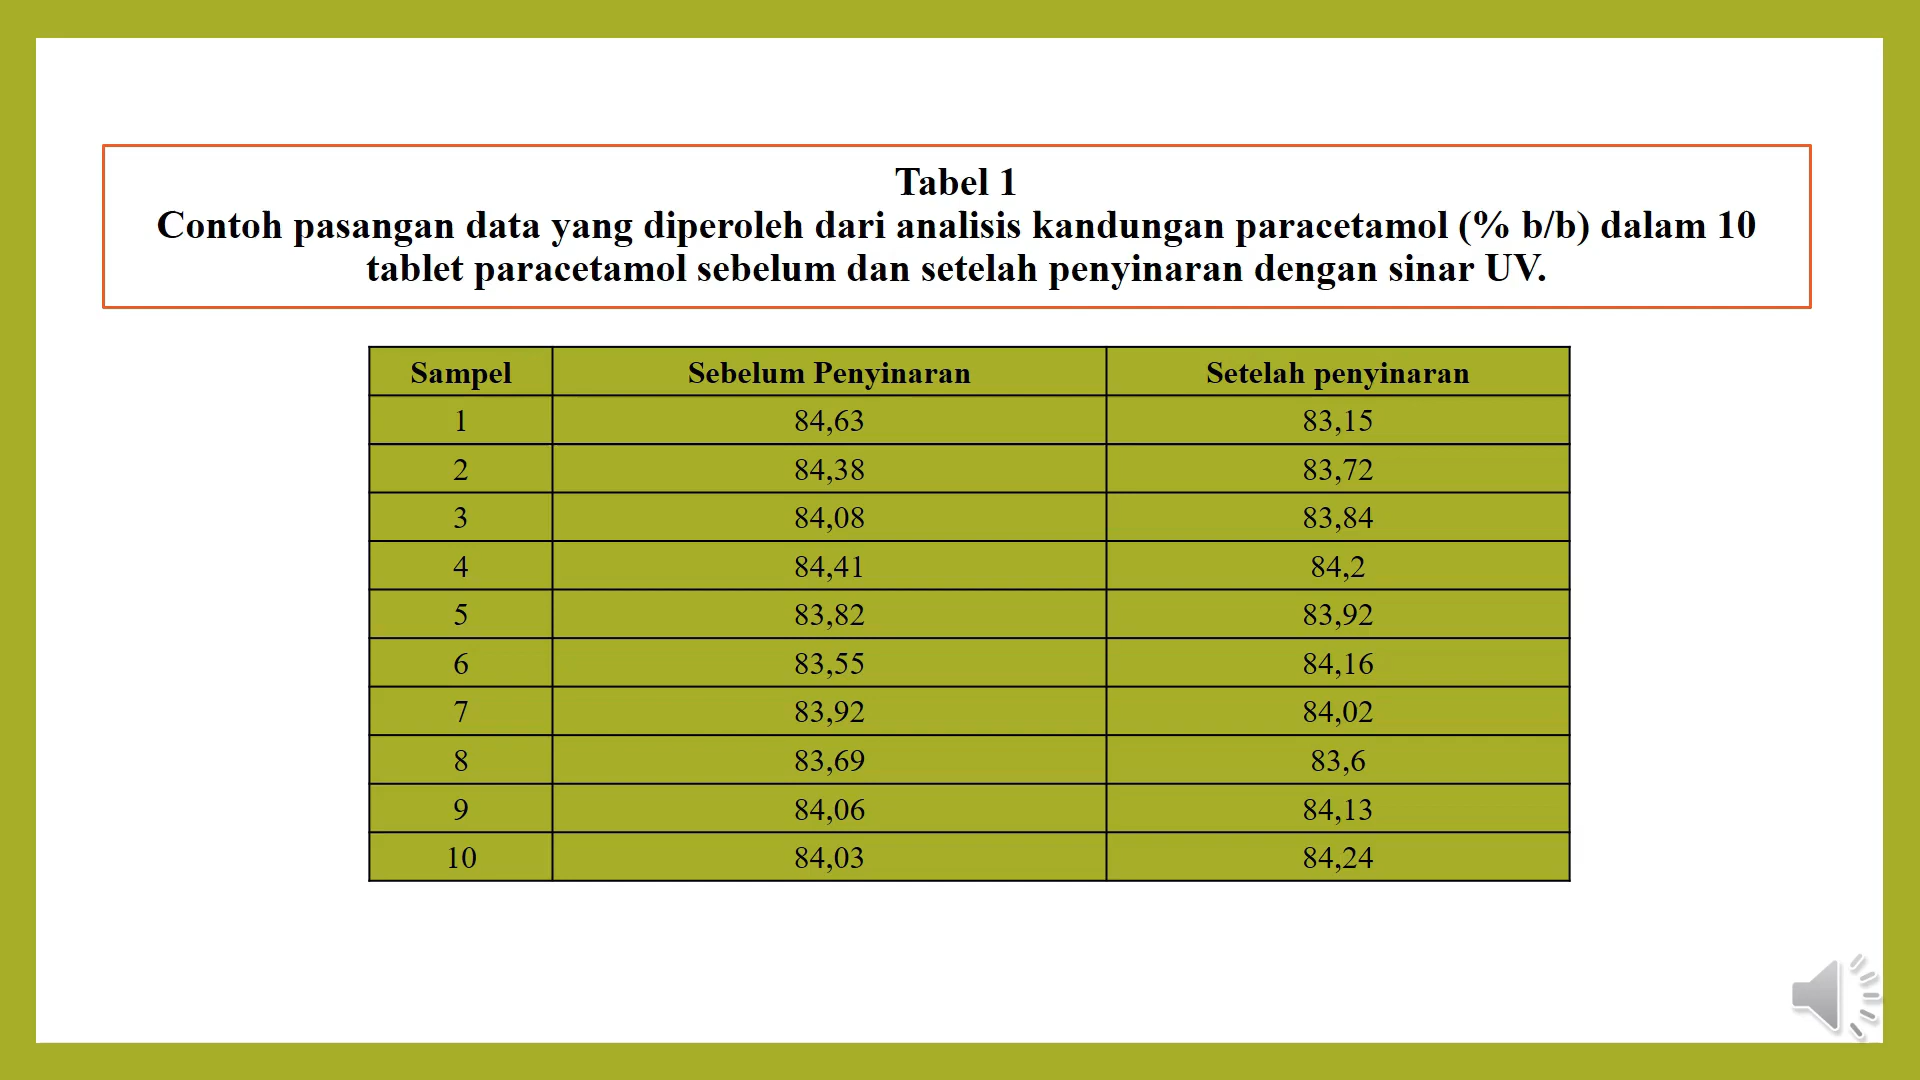 Tabel 1
Contoh pasangan data yang diperoleh dari analisis kandungan paracetamol (% b/b) dalam 10
tablet paracetamol sebelum dan setelah penyinaran dengan sinar UV.
Sampel Sebelum Penyinaran Setelah penyinaran
1 84,63 83,15
2 84,38 83,72
3 84,08 83,84
4 84,41 84,2
5 83,82 83,92
6 83,55 84,16
7 83,92 84,02
8 83,69 83,6
9 84,06 84,13
10 84,03 84,24